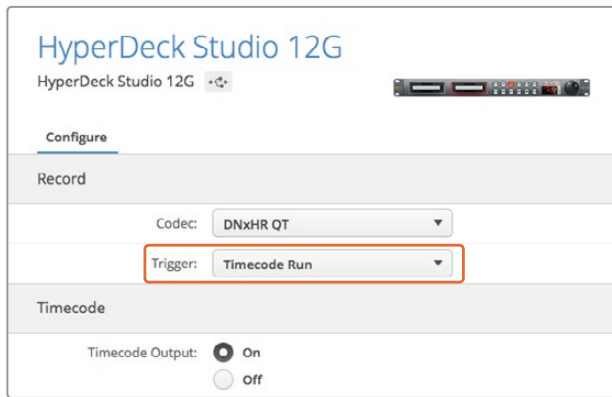 HyperDeck Studio 12G
HyperDeck Studio 12G
Configure
Record
Codec: DNxHR QT
Trigger: Timecode Run
Timecode
Timecode Output: On
Off